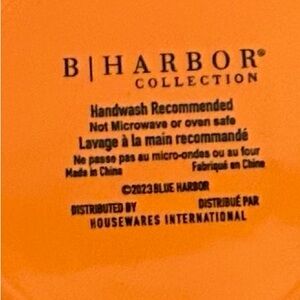 B|HARBOR®
COLLECTION
Handwash Recommended
Not Microwave or oven safe
Lavage à la main recommandé
Ne passe pas au micro-ondes ou au four
Made in China Fabriqué en Chine
©2023 BLUE HARBOR
DISTRIBUTED BY DISTRIBUÉ PAR
HOUSEWARES INTERNATIONAL